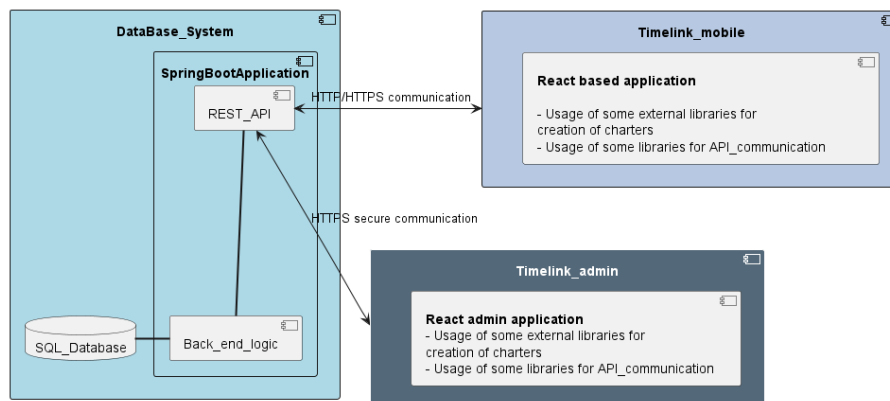 DataBase_System
SpringBootApplication
REST_API
HTTP/HTTPS communication
HTTPS secure communication
SQL_Database
Back_end_logic
Timelink_mobile
React based application
- Usage of some external libraries for
creation of charters
- Usage of some libraries for API_communication
Timelink_admin
React admin application
- Usage of some external libraries for
creation of charters
- Usage of some libraries for API_communication